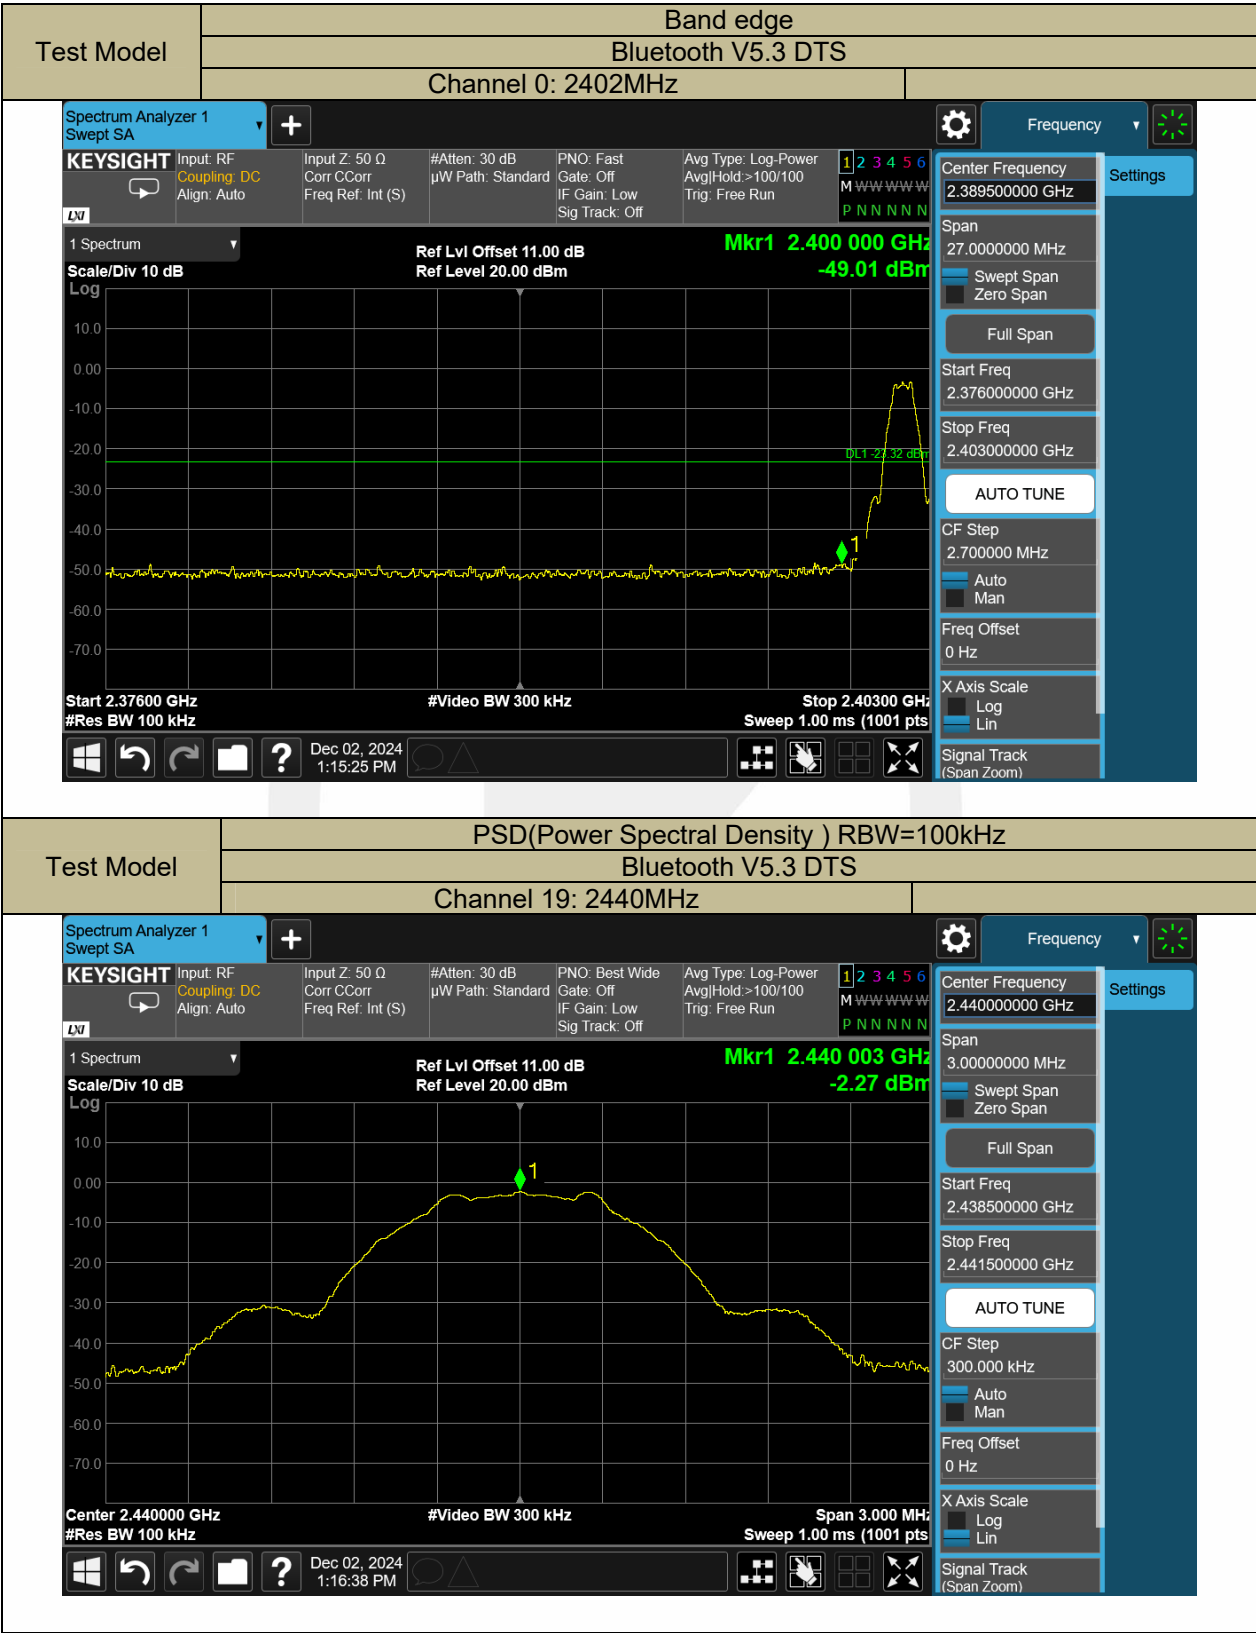 Test Model
Band edge
Bluetooth V5.3 DTS
Channel 0: 2402MHz
Spectrum Analyzer 1
Swept SA
Frequency
KEYSIGHT
LXI
Input: RF
Coupling: DC
Align: Auto
Input Z: 50 Ω
Corr CCorr
Freq Ref: Int (S)
#Atten: 30 dB
µW Path: Standard
PNO: Fast
Gate: Off
IF Gain: Low
Sig Track: Off
Avg Type: Log-Power
Avg|Hold:>100/100
Trig: Free Run
1 2 3 4 5 6
M W W W W W
P N N N N N
1 Spectrum
Scale/Div 10 dB
Ref Lvl Offset 11.00 dB
Ref Level 20.00 dBm
Mkr1 2.400 000 GHz
-49.01 dBm
Log
10.0
0.00
-10.0
-20.0
-30.0
-40.0
-50.0
-60.0
-70.0
DL1 -23.32 dBm
1
Start 2.37600 GHz
#Res BW 100 kHz
#Video BW 300 kHz
Stop 2.40300 GHz
Sweep 1.00 ms (1001 pts
?
Dec 02, 2024
1:15:25 PM
Center Frequency
2.389500000 GHz
Settings
Span
27.0000000 MHz
Swept Span
Zero Span
Full Span
Start Freq
2.376000000 GHz
Stop Freq
2.403000000 GHz
AUTO TUNE
CF Step
2.700000 MHz
Auto
Man
Freq Offset
0 Hz
X Axis Scale
Log
Lin
Signal Track
(Span Zoom)
Test Model
PSD(Power Spectral Density ) RBW=100kHz
Bluetooth V5.3 DTS
Channel 19: 2440MHz
Spectrum Analyzer 1
Swept SA
Frequency
KEYSIGHT
LXI
Input: RF
Coupling: DC
Align: Auto
Input Z: 50 Ω
Corr CCorr
Freq Ref: Int (S)
#Atten: 30 dB
µW Path: Standard
PNO: Best Wide
Gate: Off
IF Gain: Low
Sig Track: Off
Avg Type: Log-Power
Avg|Hold:>100/100
Trig: Free Run
1 2 3 4 5 6
M W W W W W
P N N N N N
1 Spectrum
Scale/Div 10 dB
Ref Lvl Offset 11.00 dB
Ref Level 20.00 dBm
Mkr1 2.440 003 GHz
-2.27 dBm
Log
10.0
0.00
-10.0
-20.0
-30.0
-40.0
-50.0
-60.0
-70.0
1
Center 2.440000 GHz
#Res BW 100 kHz
#Video BW 300 kHz
Span 3.000 MHz
Sweep 1.00 ms (1001 pts
?
Dec 02, 2024
1:16:38 PM
Center Frequency
2.440000000 GHz
Settings
Span
3.00000000 MHz
Swept Span
Zero Span
Full Span
Start Freq
2.438500000 GHz
Stop Freq
2.441500000 GHz
AUTO TUNE
CF Step
300.000 kHz
Auto
Man
Freq Offset
0 Hz
X Axis Scale
Log
Lin
Signal Track
(Span Zoom)